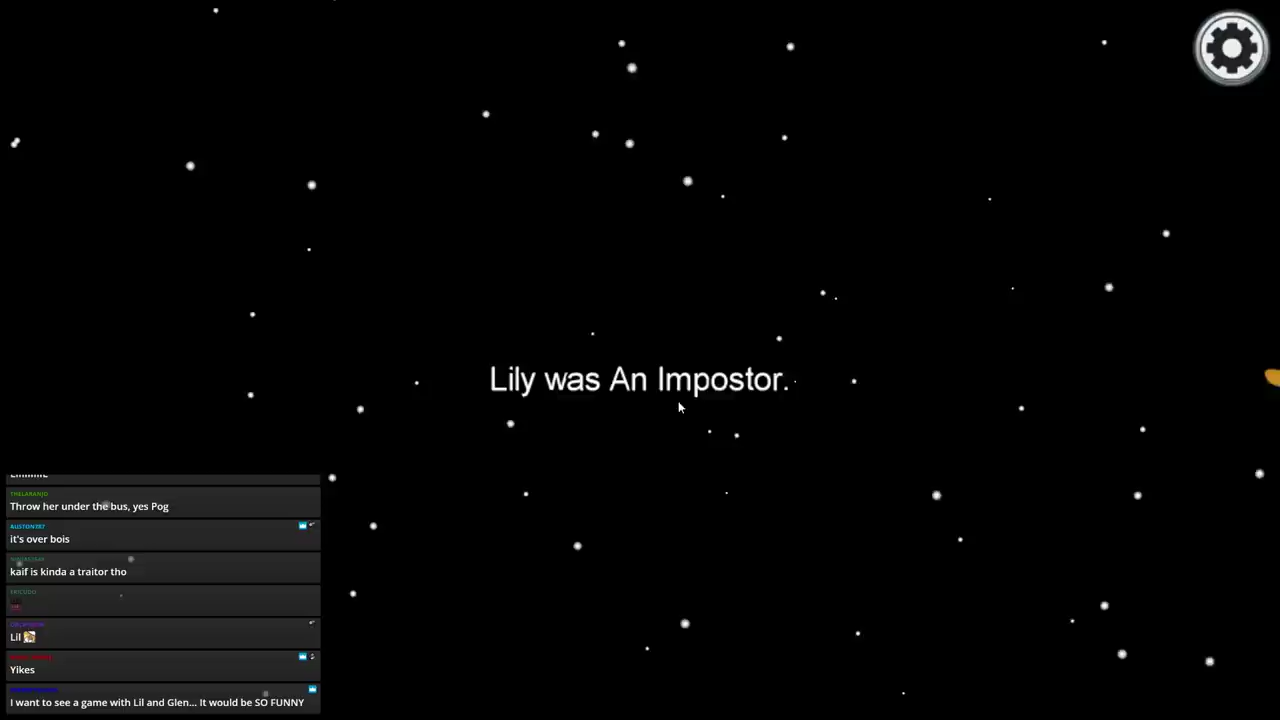 Lily was An Impostor.
THELARANJO
Throw her under the bus, yes Pog
it's over bois
kaif is kinda a traitor tho
Lil
Yikes
I want to see a game with Lil and Glen... It would be SO FUNNY